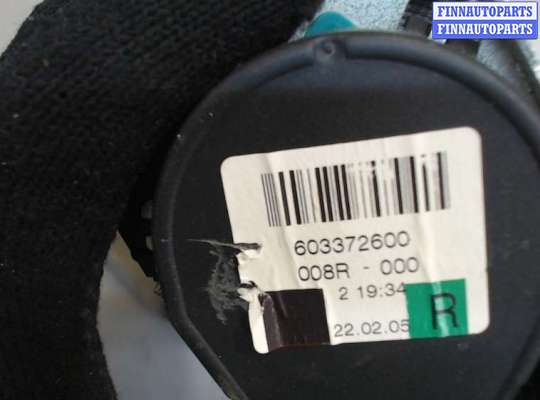 FINNAUTOPARTS
FINNAUTOPARTS
603372600
008R - 000
2 19:34
22.02.05
R